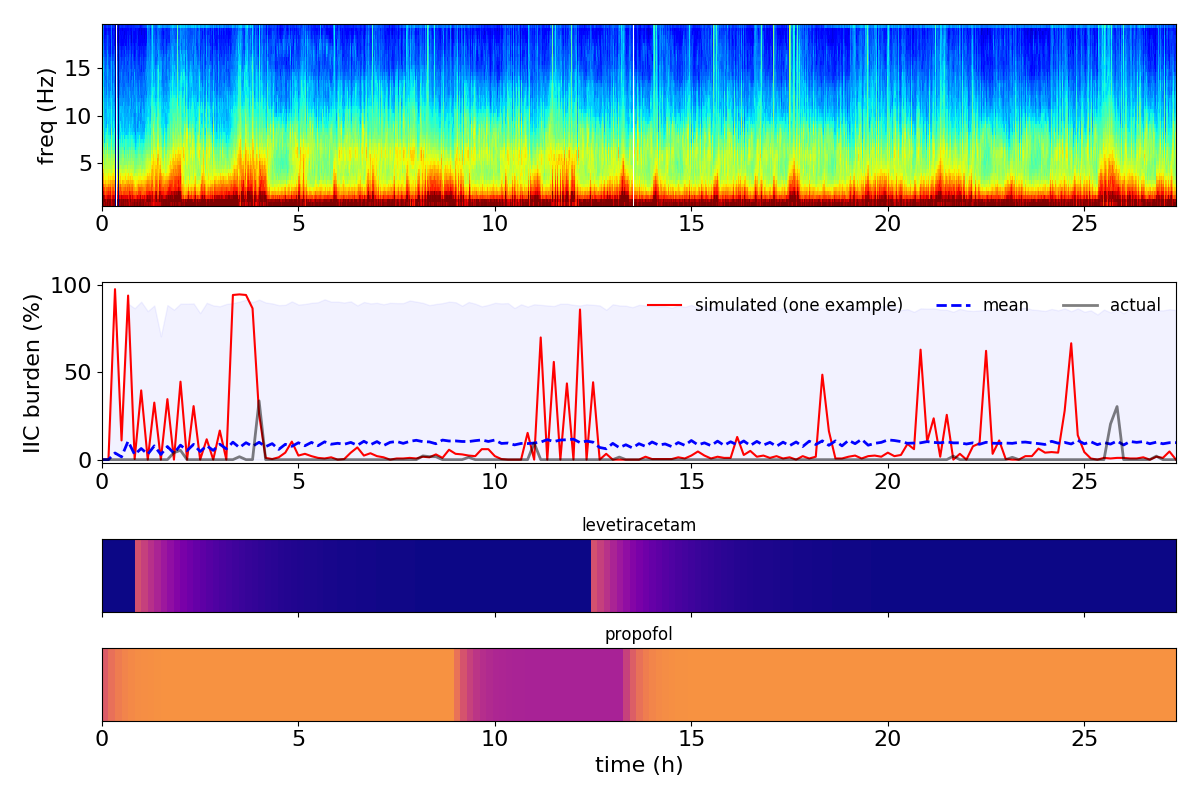 freq (Hz)
15
10
5
0 5 10 15 20 25
IIC burden (%)
100
50
0
simulated (one example) mean actual
0 5 10 15 20 25
levetiracetam
propofol
0 5 10 15 20 25
time (h)